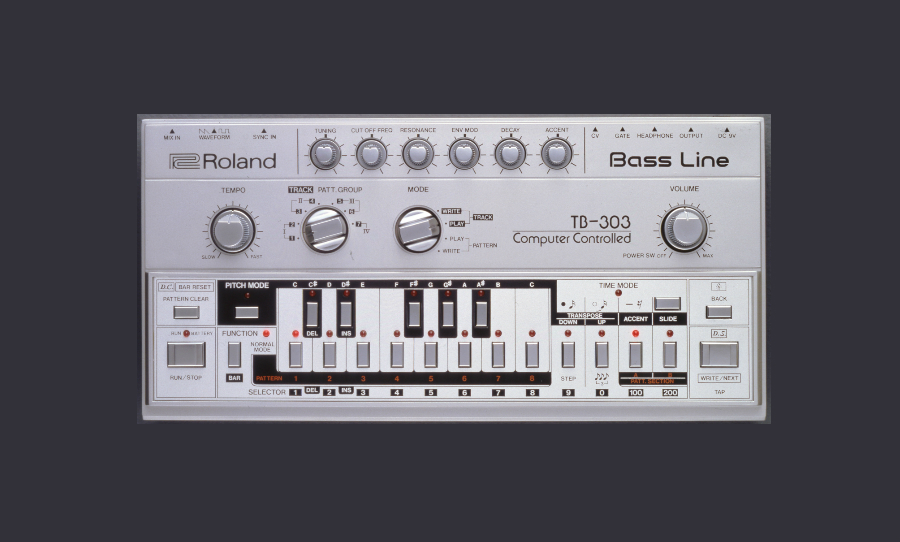 MIX IN WAVEFORM SYNC IN TUNING CUT OFF FREQ RESONANCE ENV MOD DECAY ACCENT CV GATE HEADPHONE OUTPUT DC 9V
Roland Bass Line
TEMPO TRACK PATT. GROUP MODE VOLUME
WRITE
TRACK
PLAY
PLAY
PATTERN
WRITE
SLOW FAST
TB-303
Computer Controlled
POWER SW OFF MAX
D.C. BAR RESET
PATTERN CLEAR
PITCH MODE
C C# D D# E F F# G G# A A# B C
DEL INS
TIME MODE
TRANSPOSE
DOWN UP ACCENT SLIDE
BACK
RUN BATTERY
RUN/STOP
FUNCTION
NORMAL
MODE
BAR
PATTERN 1 2 3 4 5 6 7 8
STEP
PATT. SECTION
SELECTOR 1 DEL 2 INS 3 4 5 6 7 8 9 0 100 200
D.S.
WRITE/NEXT
TAP